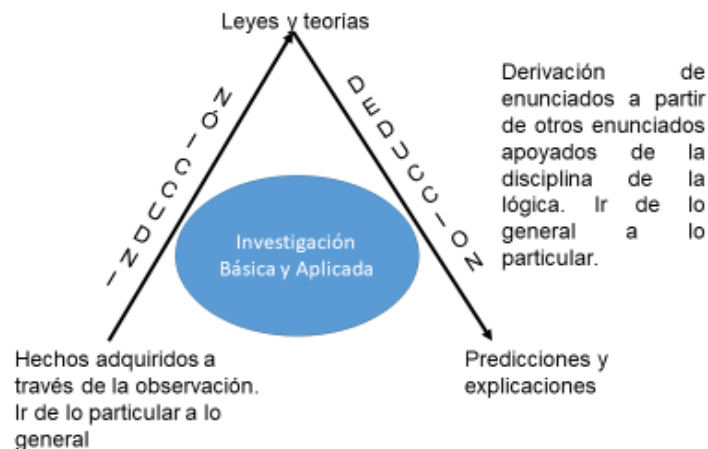 Leyes y teorías
INDUCCIÓN
DEDUCCION
Derivación de
enunciados a partir
de otros enunciados
apoyados de la
disciplina de la
lógica. Ir de lo
general a lo
particular.
Investigación
Básica y Aplicada
Hechos adquiridos a
través de la observación.
Ir de lo particular a lo
general
Predicciones y
explicaciones